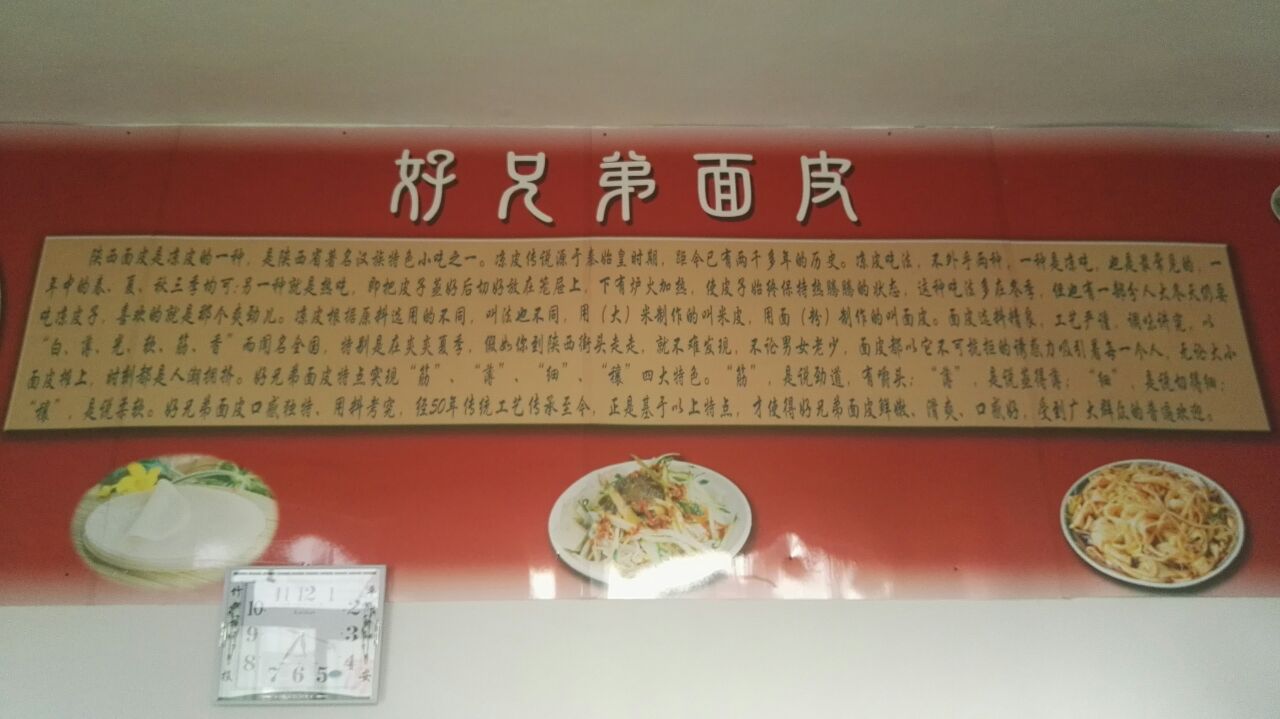 好兄弟面皮
陕西面皮是凉皮的一种，是陕西省著名汉族特色小吃之一。凉皮传说源于秦始皇时期，距今已有两千多年的历史。凉皮吃法，不外乎两种，一种是凉吃，也是最常见的，一
年中的春、夏、秋三季均可；另一种就是热吃，即把皮子蒸好后切好放在笼屉上，下有炉火加热，使皮子始终保持热腾腾的状态，这种吃法多在冬季，但也有一部分人大冬天仍要
吃凉皮子，喜欢的就是那个爽劲儿。凉皮根据原料选用的不同，叫法也不同，用（大）米制作的叫米皮，用面（粉）制作的叫面皮。面皮选料精良，工艺严谨，调味讲究，以
“白、薄、光、软、筋、香”而闻名全国，特别是在炎炎夏季，假如你到陕西街头走走，就不难发现，不论男女老少，面皮都以它不可抗拒的诱惑力吸引着每一个人，无论大小
面皮摊上，时刻都是人潮拥挤。好兄弟面皮特点实现“筋”、“薄”、“细”、“穰”四大特色。“筋”，是说劲道，有嚼头；“薄”，是说蒸得薄；“细”，是说切得细；
“穰”，是说柔软。好兄弟面皮口感独特、用料考究，经50年传统工艺传承至今，正是基于以上特点，才使得好兄弟面皮鲜嫩、清爽、口感好，受到广大群众的普遍欢迎。
11 12 1
10 2
9 3
8 4
7 6 5